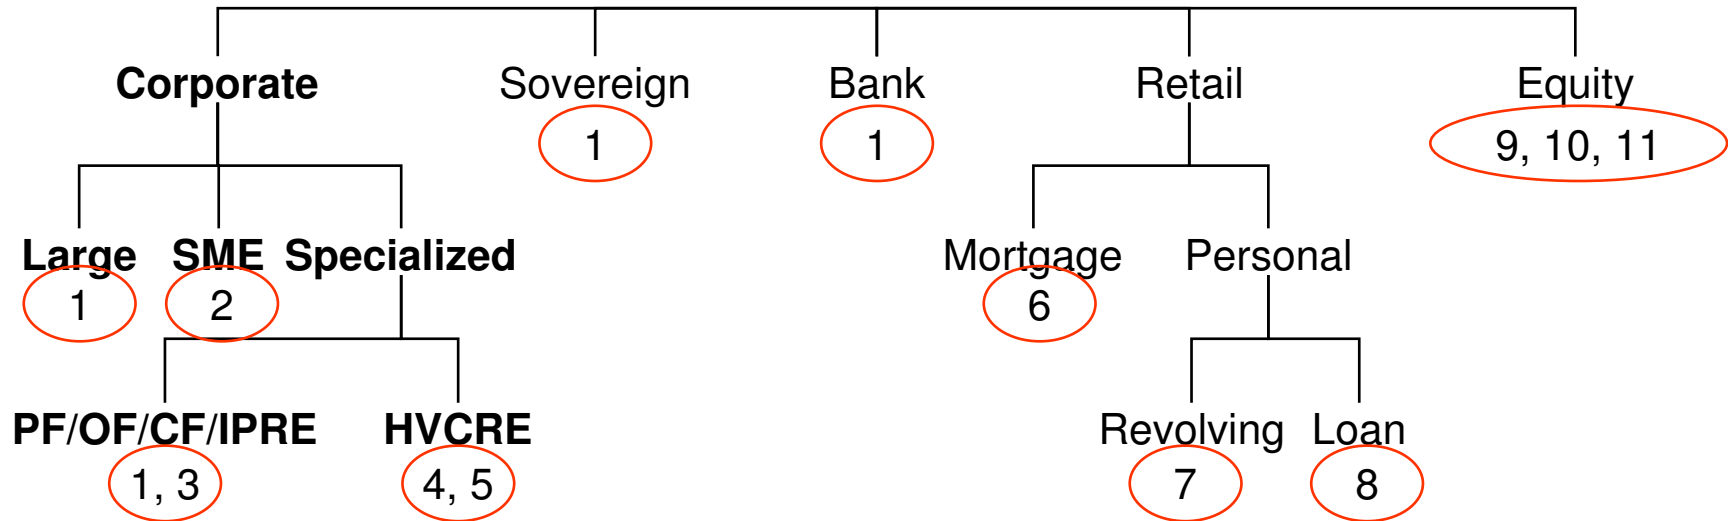 Corporate Sovereign Bank Retail Equity
1 1 9, 10, 11
Large SME Specialized Mortgage Personal
1 2 6
PF/OF/CF/IPRE HVCRE Revolving Loan
1, 3 4, 5 7 8